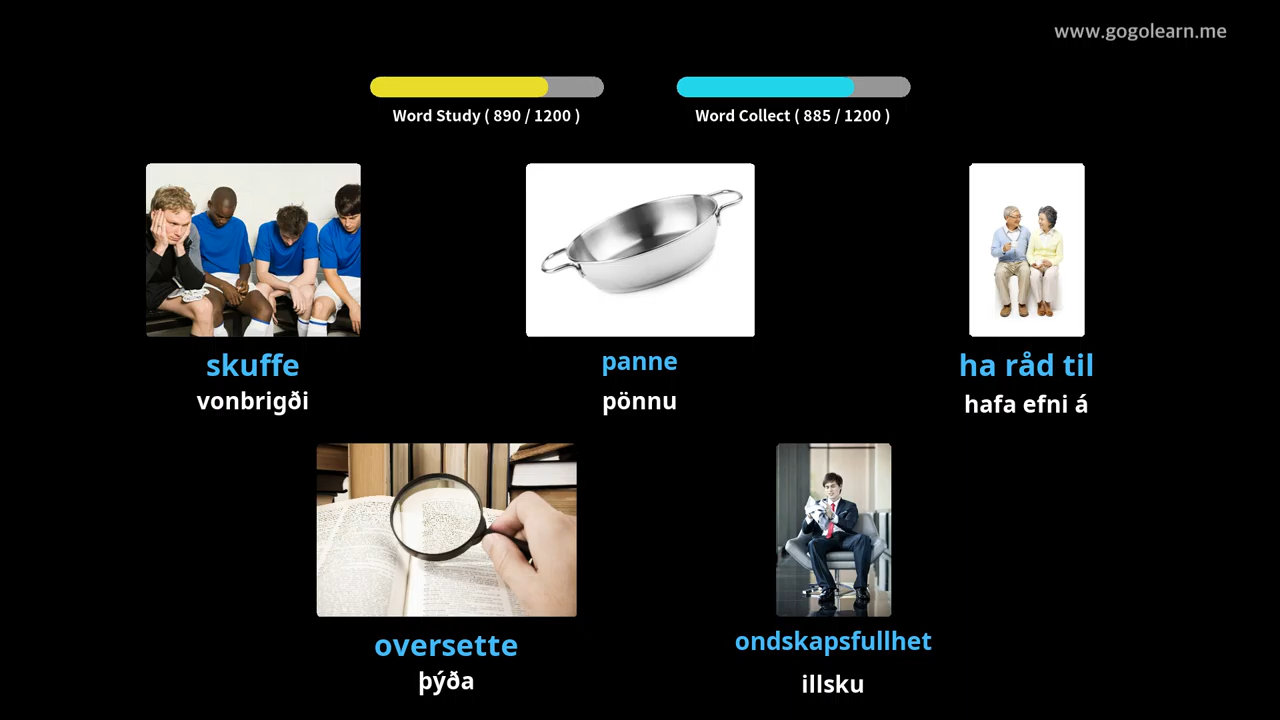 www.gogolearn.me
Word Study ( 890 / 1200 )
Word Collect ( 885 / 1200 )
skuffe
vonbrigði
panne
pönnu
ha råd til
hafa efni á
oversette
þýða
ondskapsfullhet
illsku